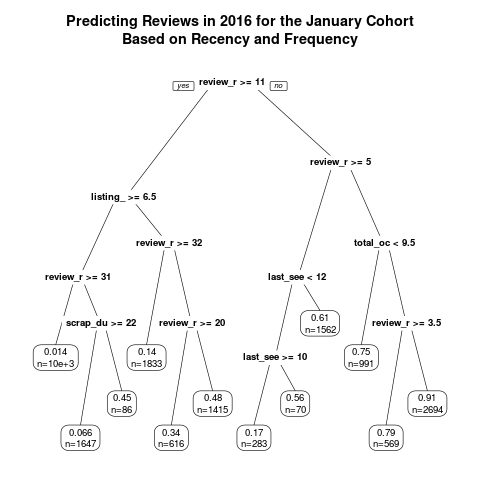 Predicting Reviews in 2016 for the January Cohort
Based on Recency and Frequency
yes review_r >= 11 no
review_r >= 5
listing_ >= 6.5
review_r >= 32
total_oc < 9.5
review_r >= 31
last_see < 12
scrap_du >= 22
review_r >= 20
0.61
n=1562
review_r >= 3.5
0.014
n=10e+3
0.14
n=1833
last_see >= 10
0.75
n=991
0.45
n=86
0.48
n=1415
0.56
n=70
0.91
n=2694
0.066
n=1647
0.34
n=616
0.17
n=283
0.79
n=569